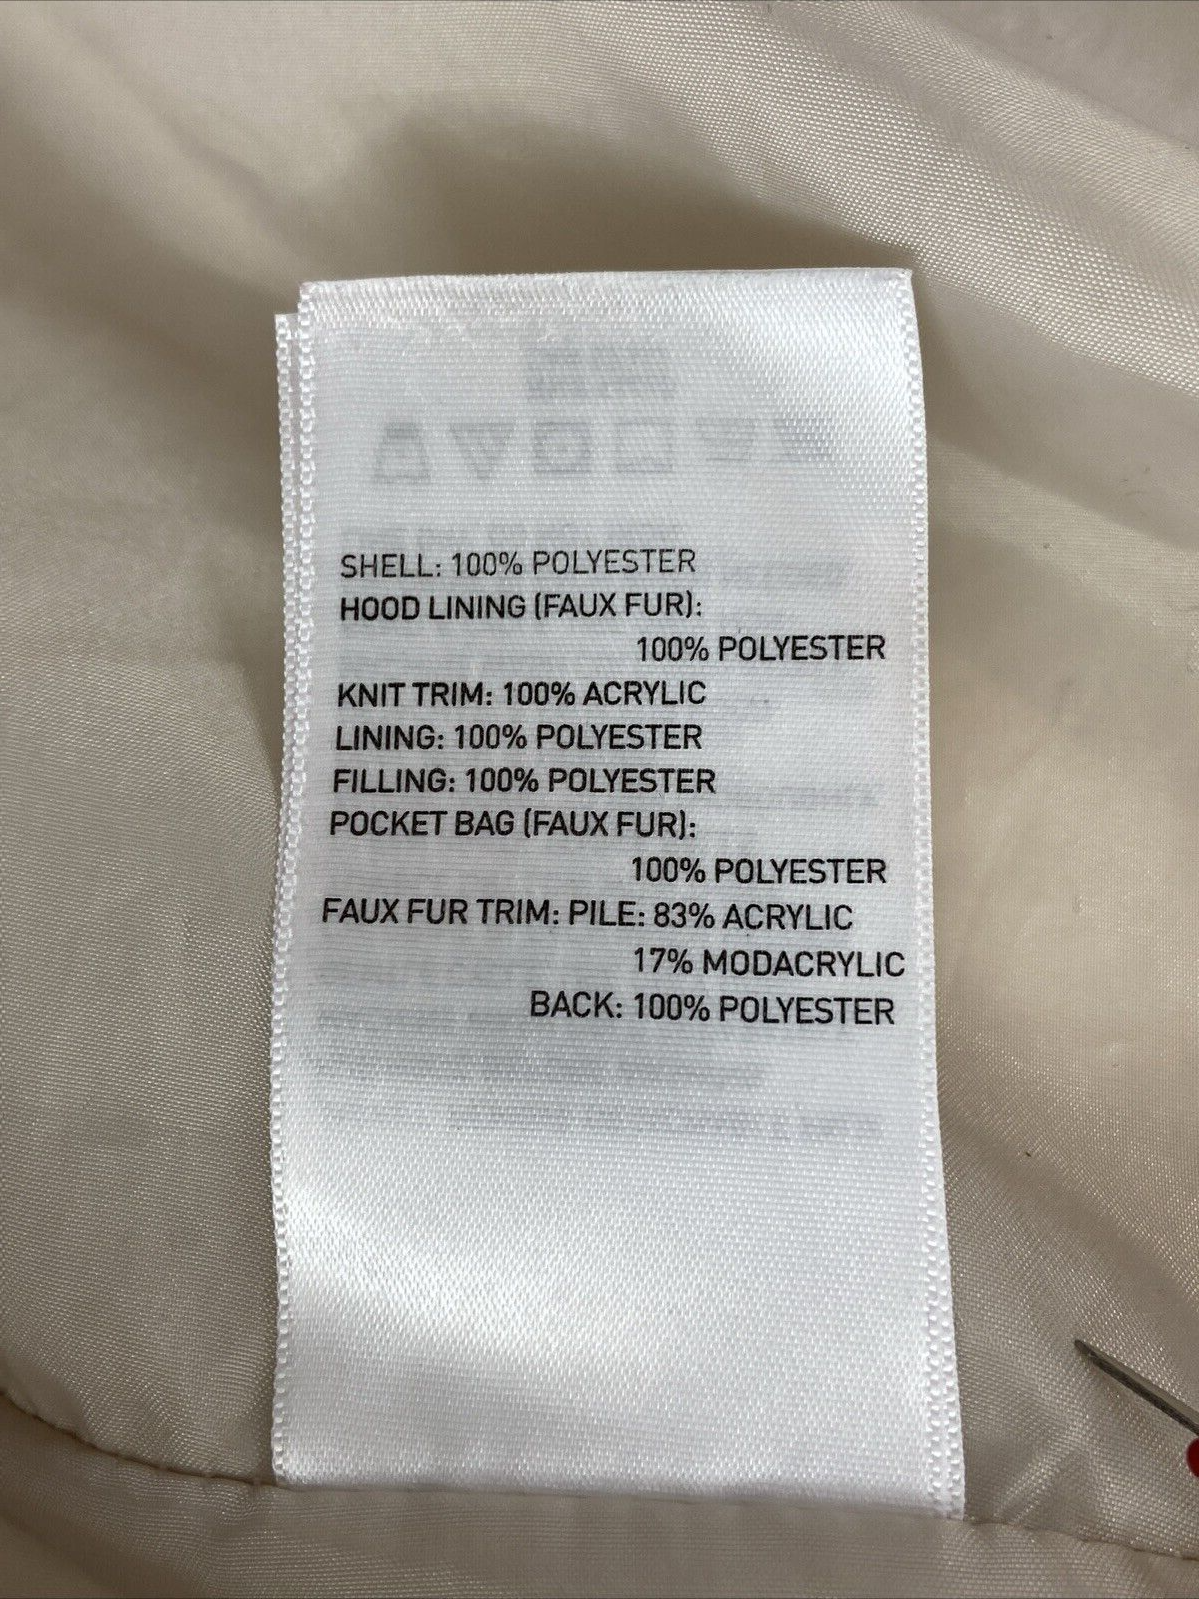 SHELL: 100% POLYESTER
HOOD LINING (FAUX FUR):
100% POLYESTER
KNIT TRIM: 100% ACRYLIC
LINING: 100% POLYESTER
FILLING: 100% POLYESTER
POCKET BAG (FAUX FUR):
100% POLYESTER
FAUX FUR TRIM: PILE: 83% ACRYLIC
17% MODACRYLIC
BACK: 100% POLYESTER